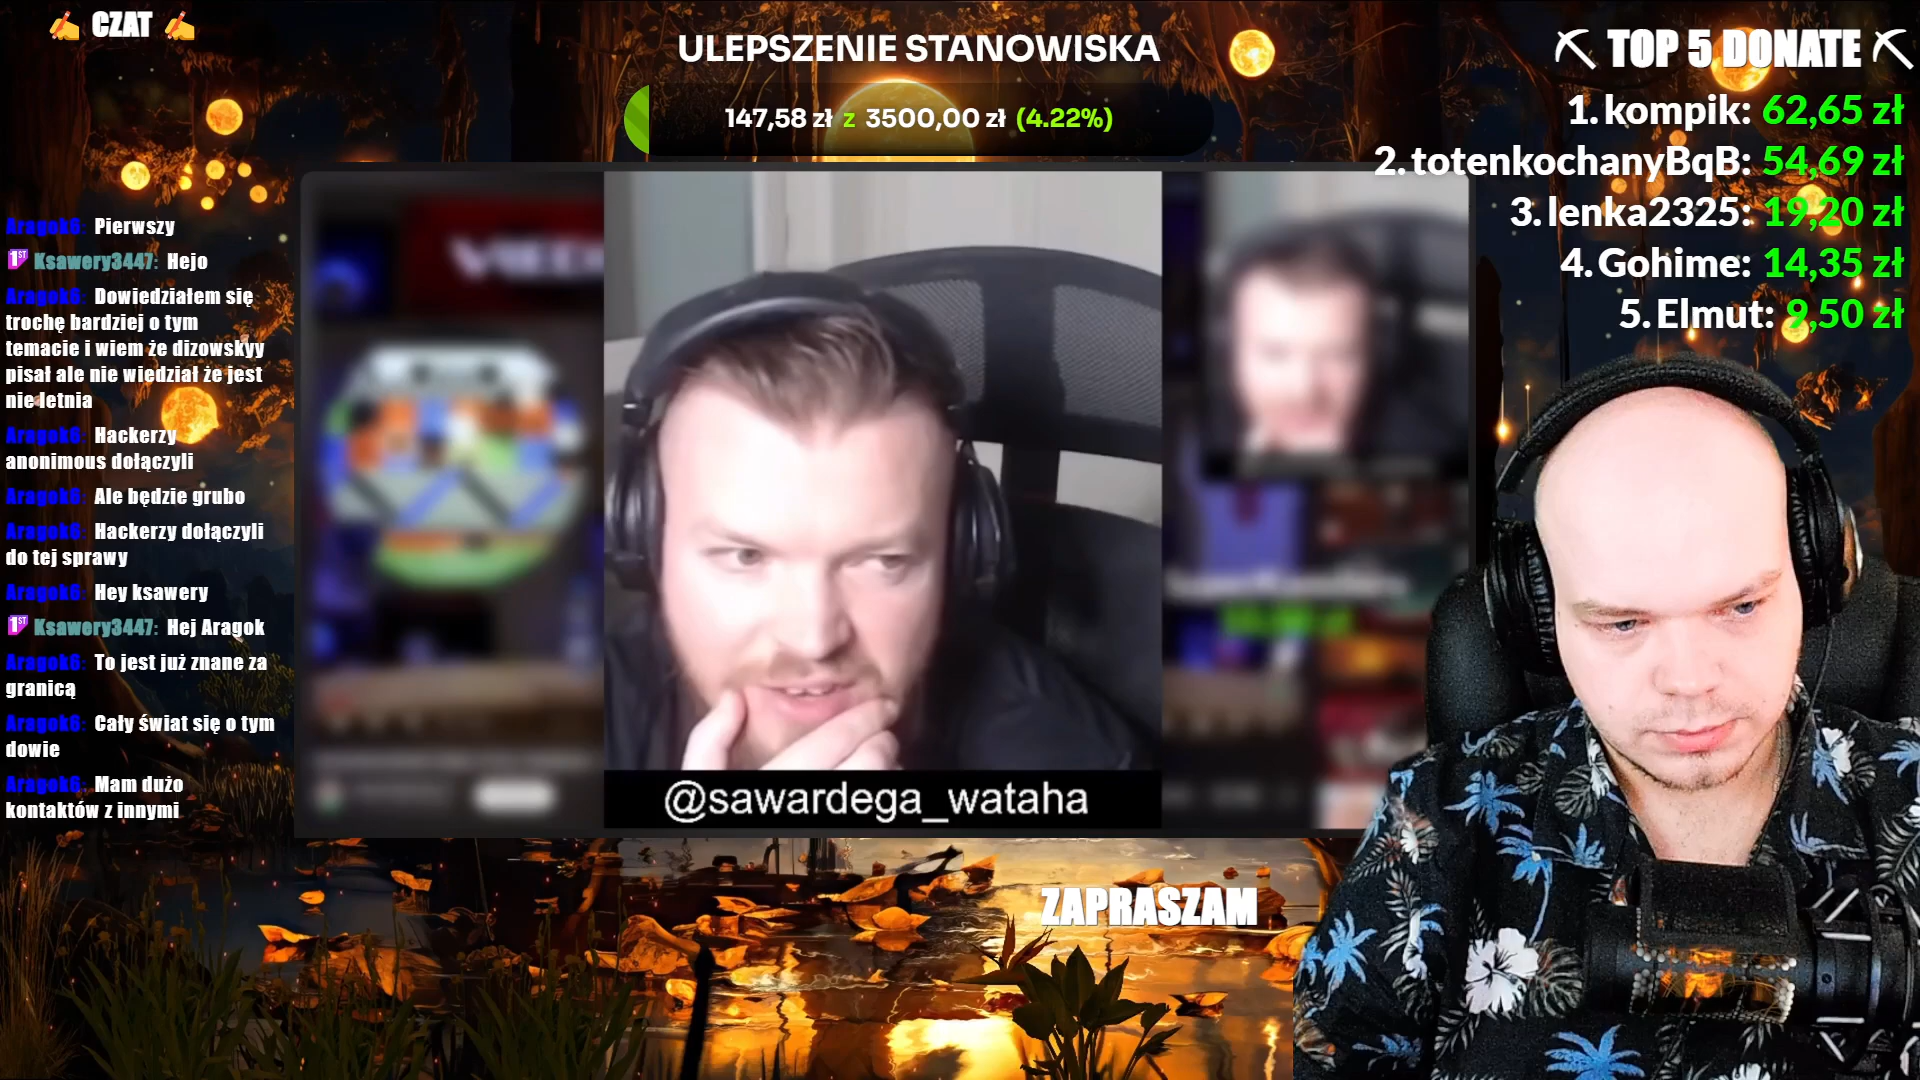 ✍ CZAT ✍
Aragok6: Pierwszy
1ST Ksawery3447: Hejo
Aragok6: Dowiedziałem się
trochę bardziej o tym
temacie i wiem że dizowskyy
pisał ale nie wiedział że jest
nie letnia
Aragok6: Hackerzy
anonimous dołączyli
Aragok6: Ale będzie grubo
Aragok6: Hackerzy dołączyli
do tej sprawy
Aragok6: Hey ksawery
1ST Ksawery3447: Hej Aragok
Aragok6: To jest już znane za
granicą
Aragok6: Cały świat się o tym
dowie
Aragok6: Mam dużo
kontaktów z innymi
ULEPSZENIE STANOWISKA
147,58 zł z 3500,00 zł (4.22%)
@sawardega_wataha
ZAPRASZAM
TOP 5 DONATE
1. kompik: 62,65 zł
2. totenkochanyBqB: 54,69 zł
3. lenka2325: 19,20 zł
4. Gohime: 14,35 zł
5. Elmut: 9,50 zł